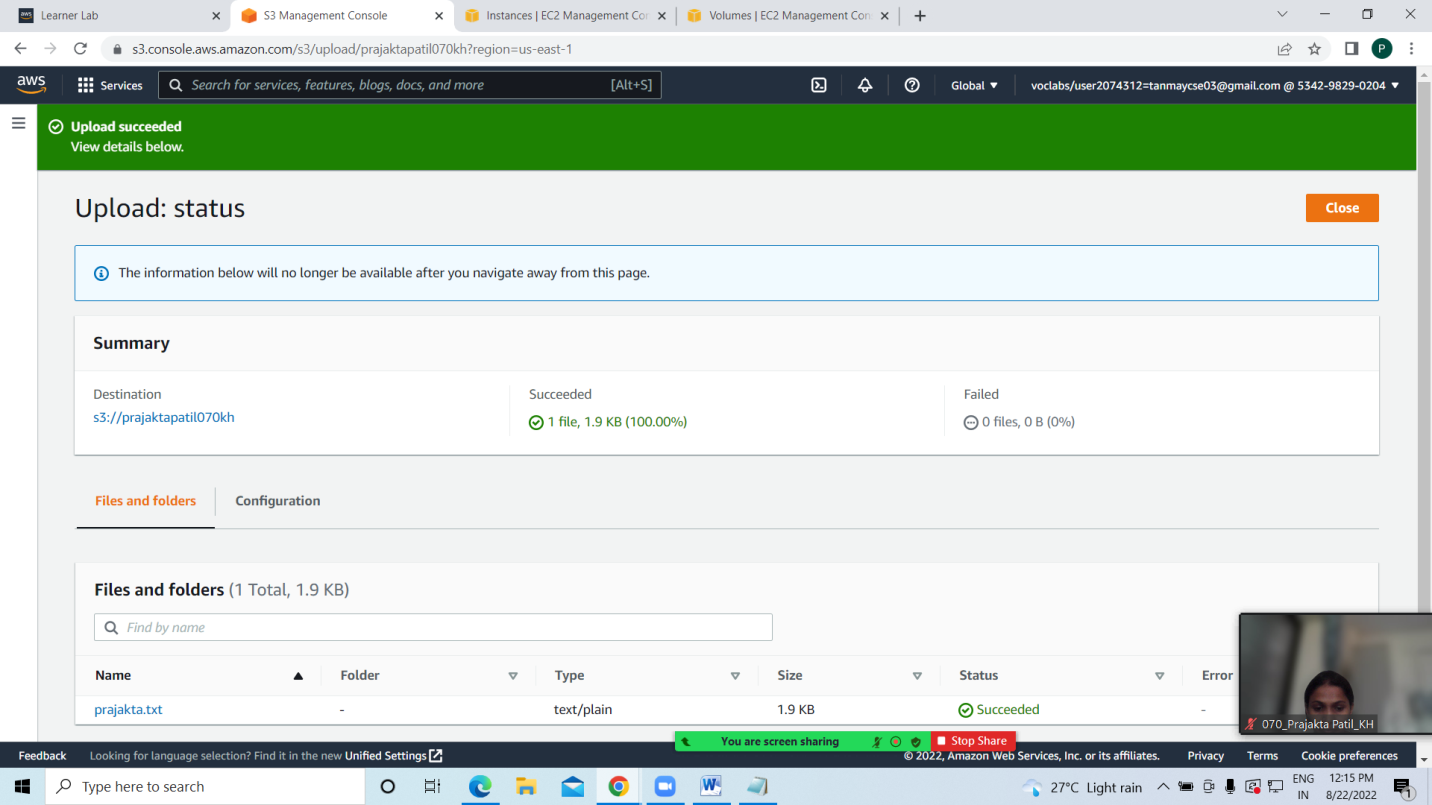 Learner Lab
S3 Management Console
Instances | EC2 Management Con
Volumes | EC2 Management Con
s3.console.aws.amazon.com/s3/upload/prajaktapatil070kh?region=us-east-1
P
aws
Services
Search for services, features, blogs, docs, and more
[Alt+S]
Global
voclabs/user2074312=tanmaycse03@gmail.com @ 5342-9829-0204
Upload succeeded
View details below.
Upload: status
Close
The information below will no longer be available after you navigate away from this page.
Summary
Destination
s3://prajaktapatil070kh
Succeeded
1 file, 1.9 KB (100.00%)
Failed
0 files, 0 B (0%)
Files and folders
Configuration
Files and folders (1 Total, 1.9 KB)
Find by name
Name
Folder
Type
Size
Status
Error
prajakta.txt
-
text/plain
1.9 KB
Succeeded
-
070_Prajakta Patil_KH
You are screen sharing
Stop Share
Feedback
Looking for language selection? Find it in the new Unified Settings
© 2022, Amazon Web Services, Inc. or its affiliates.
Privacy
Terms
Cookie preferences
Type here to search
27°C Light rain
ENG
IN
12:15 PM
8/22/2022
1